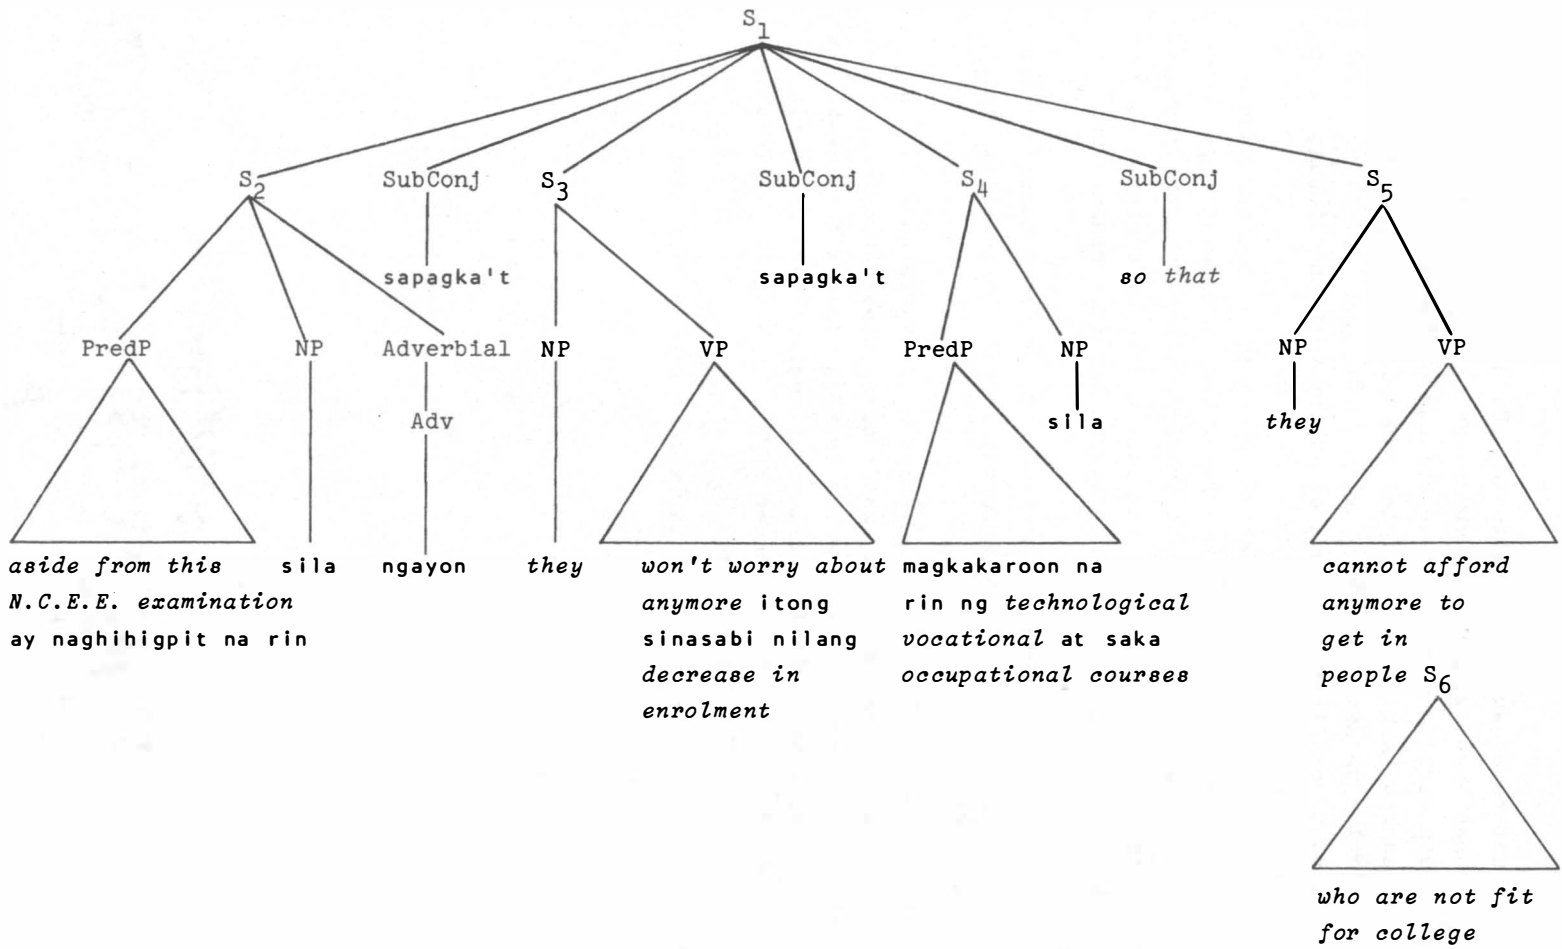 S1
S2 SubConj S3 SubConj S4 SubConj S5
sapagka't sapagka't so that
PredP NP Adverbial NP VP PredP NP NP VP
Adv sila they
aside from this sila ngayon they won't worry about magkakaroon na cannot afford
N.C.E.E. examination anymore itong rin ng technological anymore to
ay naghihigpit na rin sinasabi nilang vocational at saka get in
decrease in occupational courses people S6
enrolment
who are not fit
for college